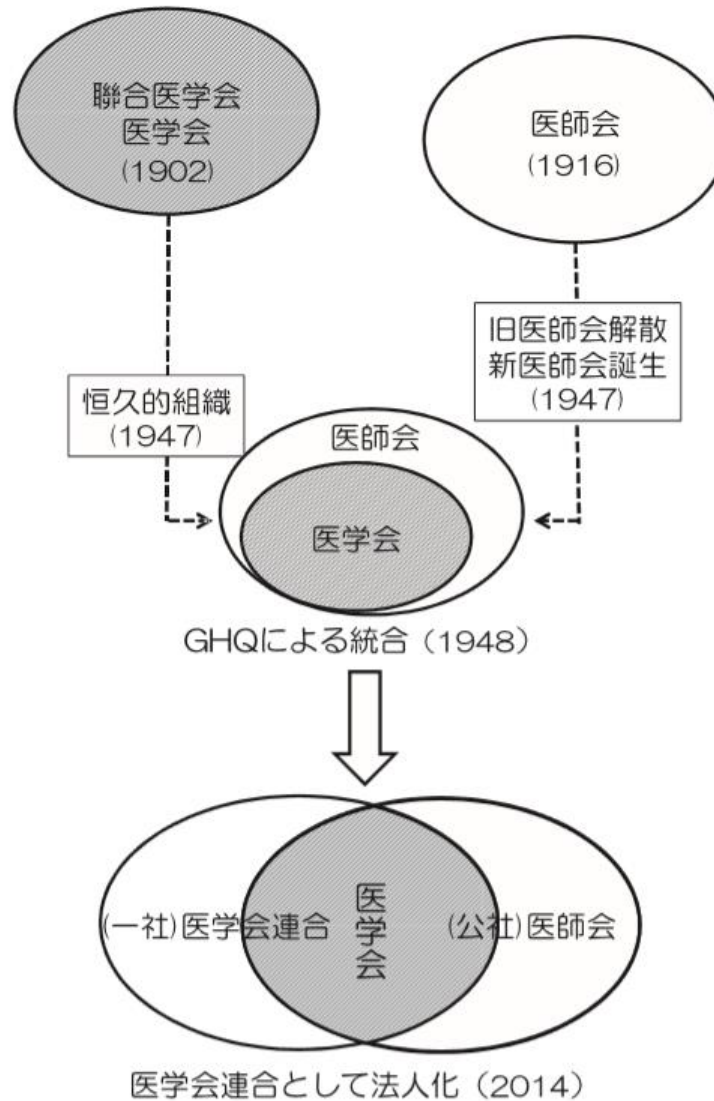 聯合医学会
医学会
(1902)
医師会
(1916)
旧医師会解散
新医師会誕生
(1947)
恒久的組織
(1947)
医師会
医学会
GHQによる統合（1948）
(一社)医学会連合
医学会
(公社)医師会
医学会連合として法人化（2014）